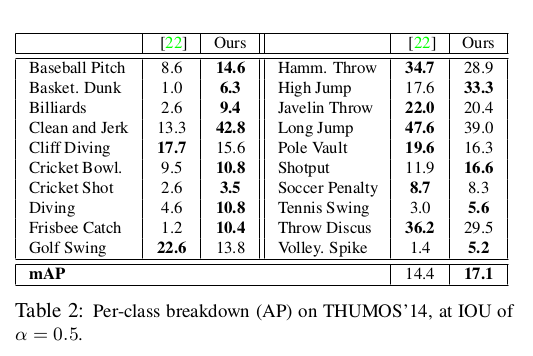 [22] Ours [22] Ours
Baseball Pitch 8.6 14.6 Hamm. Throw 34.7 28.9
Basket. Dunk 1.0 6.3 High Jump 17.6 33.3
Billiards 2.6 9.4 Javelin Throw 22.0 20.4
Clean and Jerk 13.3 42.8 Long Jump 47.6 39.0
Cliff Diving 17.7 15.6 Pole Vault 19.6 16.3
Cricket Bowl. 9.5 10.8 Shotput 11.9 16.6
Cricket Shot 2.6 3.5 Soccer Penalty 8.7 8.3
Diving 4.6 10.8 Tennis Swing 3.0 5.6
Frisbee Catch 1.2 10.4 Throw Discus 36.2 29.5
Golf Swing 22.6 13.8 Volley. Spike 1.4 5.2
mAP 14.4 17.1
Table 2: Per-class breakdown (AP) on THUMOS'14, at IOU of
α = 0.5.